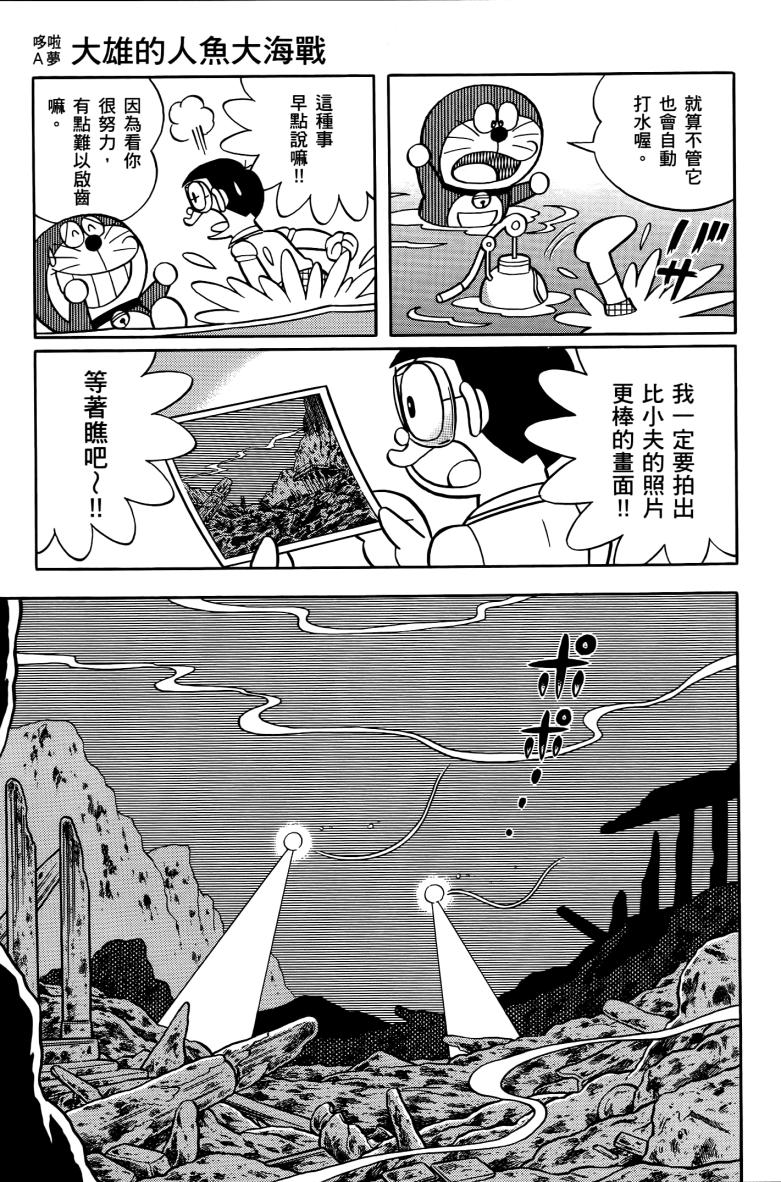 哆啦
A夢
大雄的人魚大海戰
就算不管它
也會自動
打水喔。
バ
サ
這種事
早點說嘛!!
因為看你
很努力，
有點難以啟齒
嘛。
我一定要拍出
比小夫的照片
更棒的畫面!!
等著瞧吧～!!
ポ
ポ